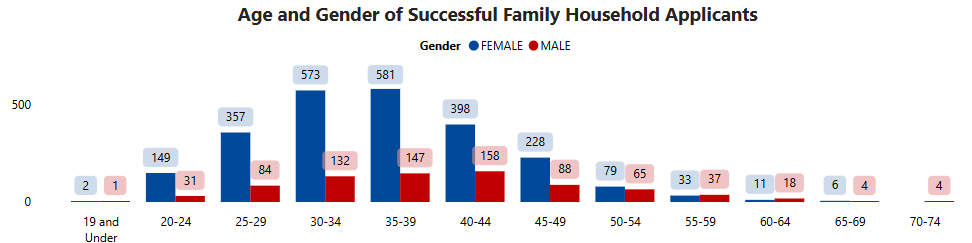 Age and Gender of Successful Family Household Applicants
Gender FEMALE MALE
500
0
2 1 149 31 357 84 573 132 581 147 398 158 228 88 79 65 33 37 11 18 6 4 4
19 and Under 20-24 25-29 30-34 35-39 40-44 45-49 50-54 55-59 60-64 65-69 70-74